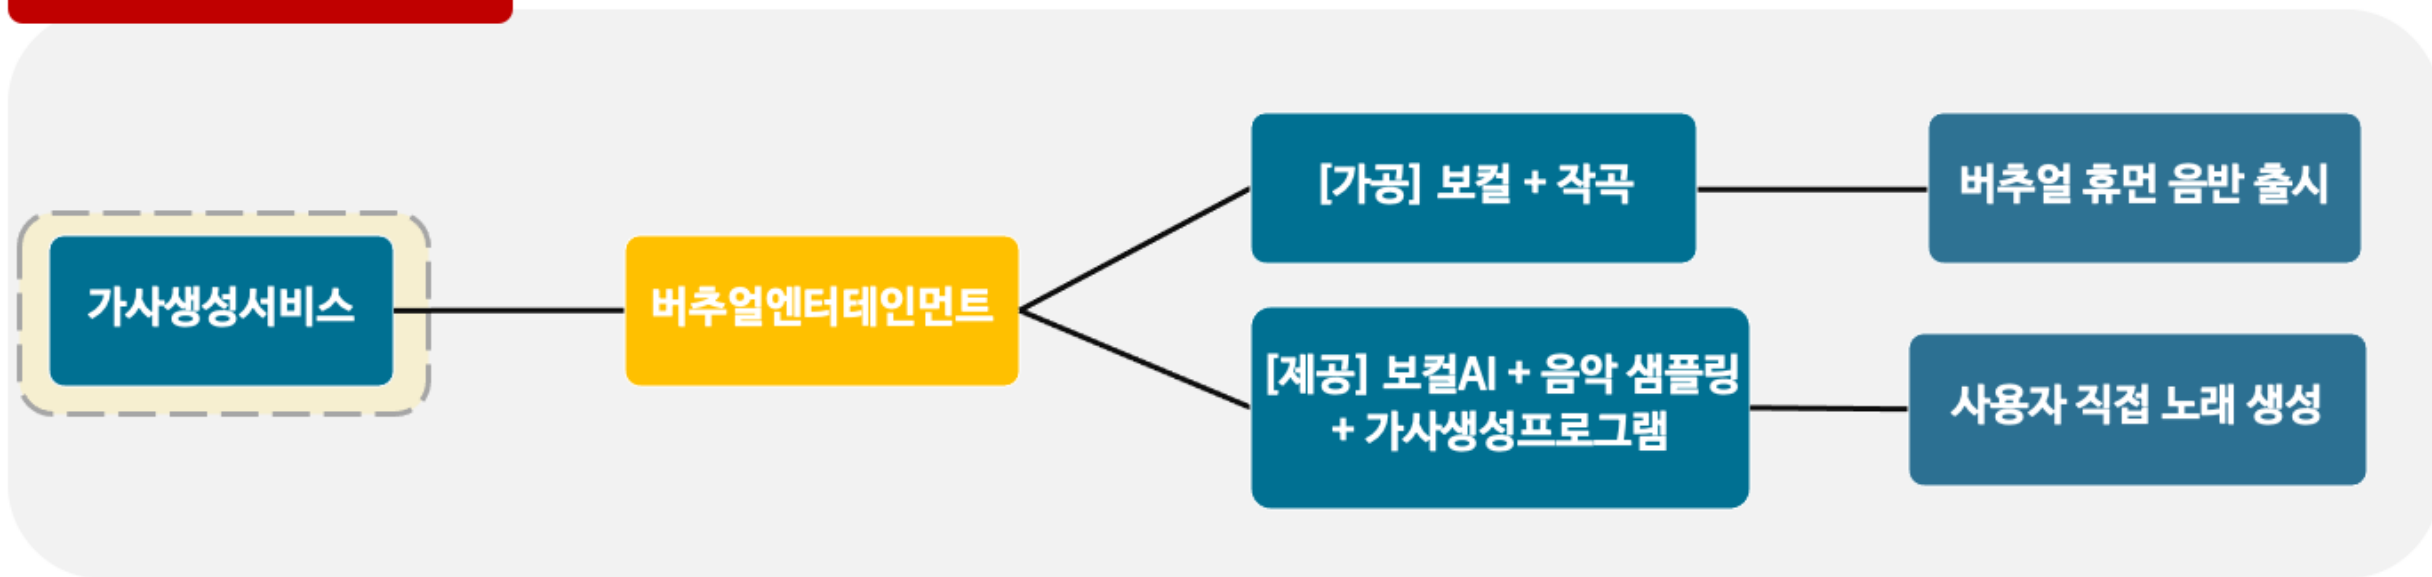 가사생성서비스
버추얼엔터테인먼트
[가공] 보컬 + 작곡
버추얼 휴먼 음반 출시
[제공] 보컬AI + 음악 샘플링
+ 가사생성프로그램
사용자 직접 노래 생성